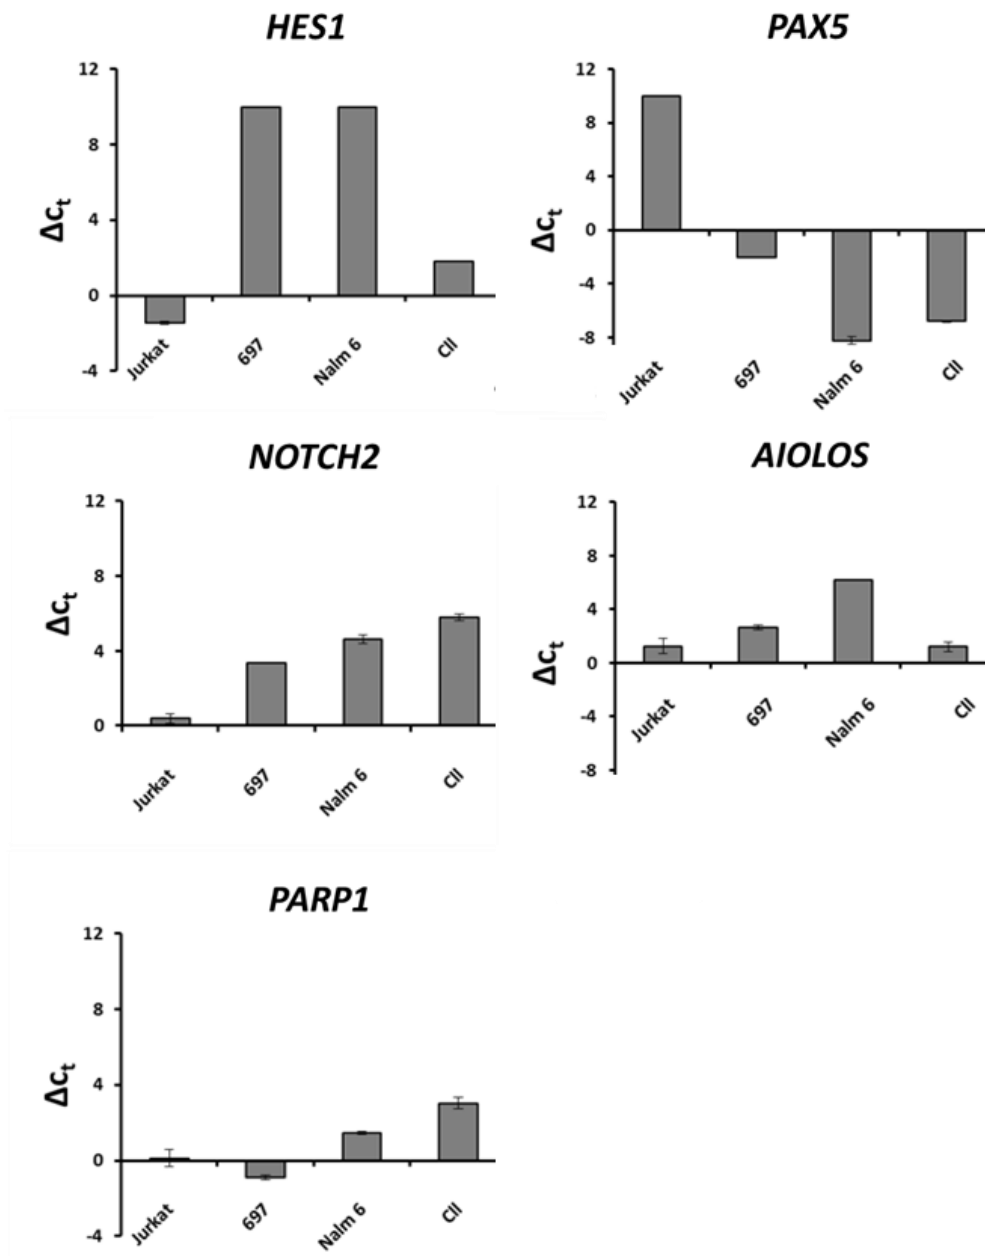 HES1
12
8
4
0
-4
Δct
Jurkat
697
Nalm 6
Cll
PAX5
12
8
4
0
-4
-8
Δct
Jurkat
697
Nalm 6
Cll
NOTCH2
12
8
4
0
Δct
Jurkat
697
Nalm 6
Cll
AIOLOS
12
8
4
0
-4
-8
Δct
Jurkat
697
Nalm 6
Cll
PARP1
12
8
4
0
-4
Δct
Jurkat
697
Nalm 6
Cll